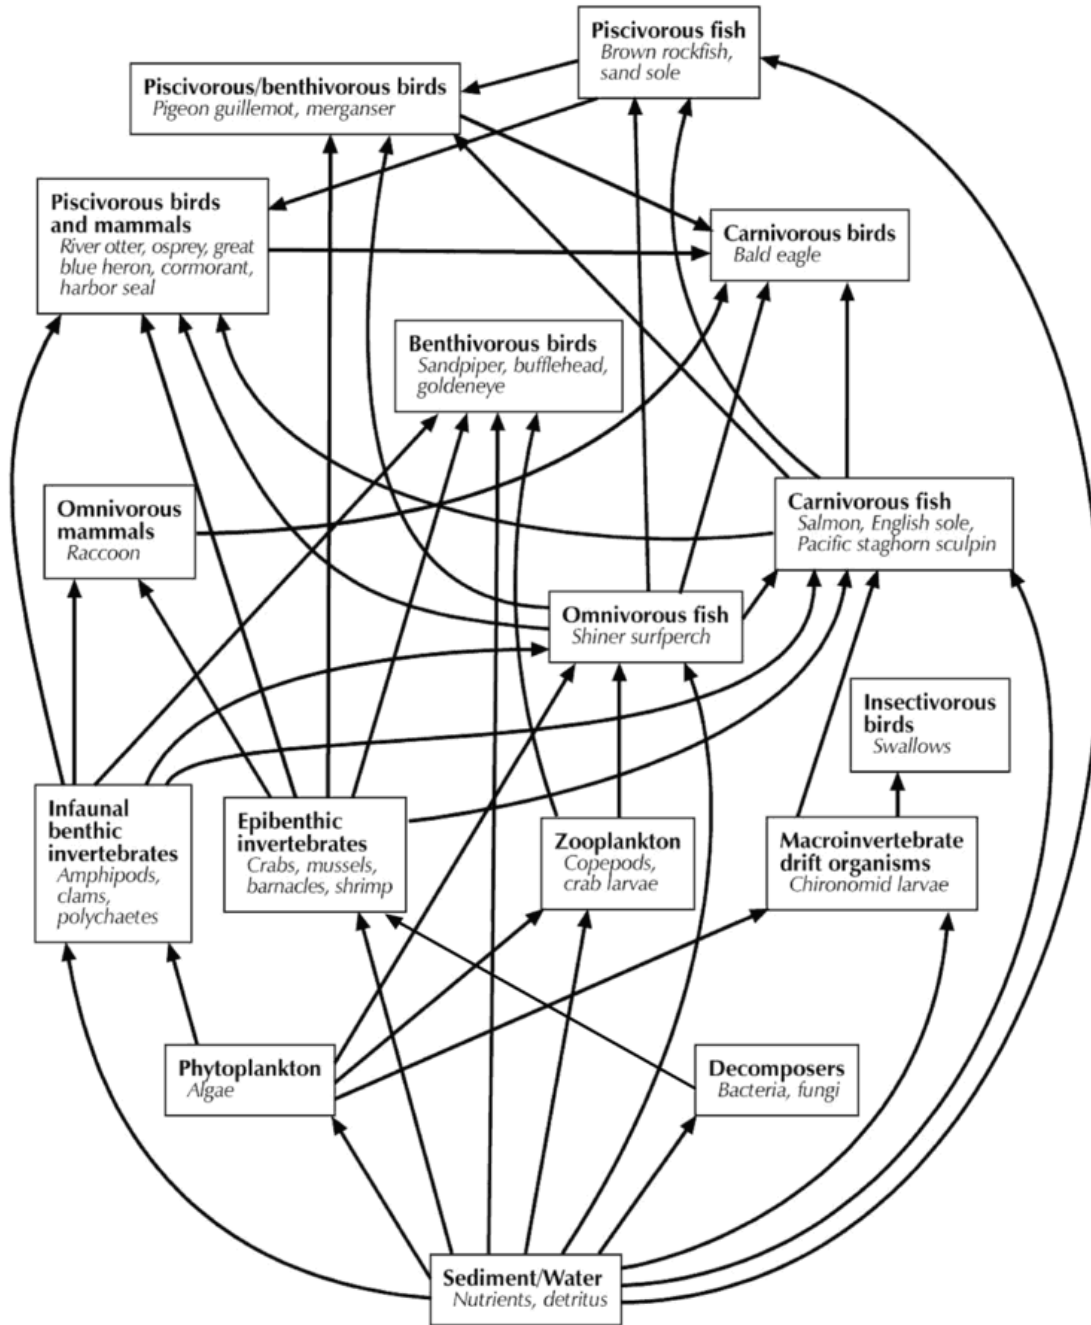 Piscivorous fish
Brown rockfish,
sand sole
Piscivorous/benthivorous birds
Pigeon guillemot, merganser
Piscivorous birds
and mammals
River otter, osprey, great
blue heron, cormorant,
harbor seal
Carnivorous birds
Bald eagle
Benthivorous birds
Sandpiper, bufflehead,
goldeneye
Omnivorous
mammals
Raccoon
Carnivorous fish
Salmon, English sole,
Pacific staghorn sculpin
Omnivorous fish
Shiner surfperch
Insectivorous
birds
Swallows
Infaunal
benthic
invertebrates
Amphipods,
clams,
polychaetes
Epibenthic
invertebrates
Crabs, mussels,
barnacles, shrimp
Zooplankton
Copepods,
crab larvae
Macroinvertebrate
drift organisms
Chironomid larvae
Phytoplankton
Algae
Decomposers
Bacteria, fungi
Sediment/Water
Nutrients, detritus